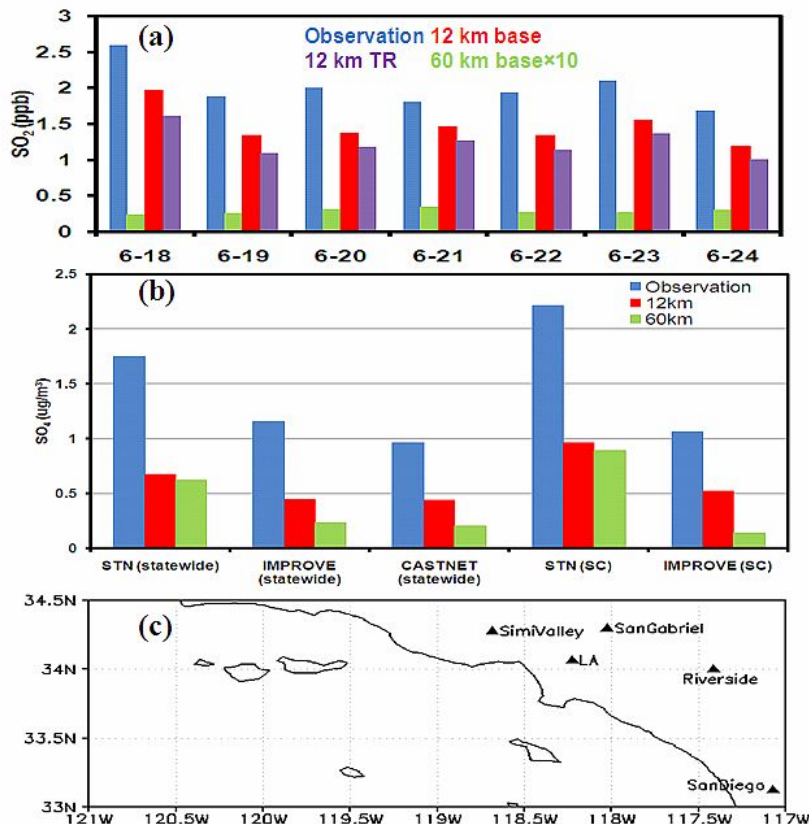 (a)
Observation 12 km base
12 km TR 60 km base×10
SO2 (ppb)
3
2.5
2
1.5
1
0.5
0
6-18 6-19 6-20 6-21 6-22 6-23 6-24
(b)
Observation
12km
60km
SO4 (ug/m³)
2.5
2
1.5
1
0.5
0
STN (statewide) IMPROVE (statewide) CASTNET (statewide) STN (SC) IMPROVE (SC)
(c)
34.5N
34N
33.5N
33N
SimiValley
SanGabriel
LA
Riverside
SanDiego
121W 120.5W 120W 119.5W 119W 118.5W 118W 117.5W 117W